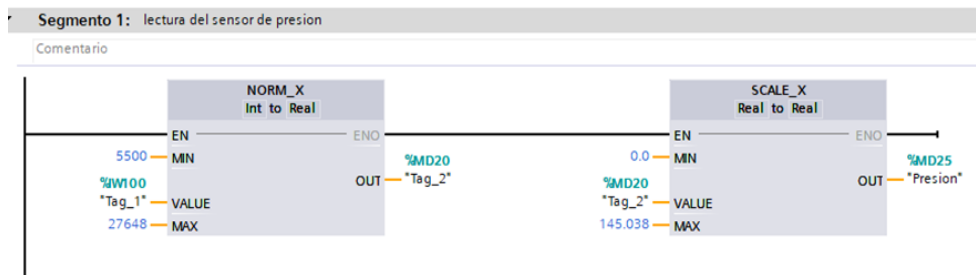 Segmento 1: lectura del sensor de presion
Comentario
NORM_X
Int to Real
EN ENO
5500 MIN
%MD20
OUT "Tag_2"
%IW100
"Tag_1" VALUE
27648 MAX
SCALE_X
Real to Real
EN ENO
0.0 MIN
%MD25
OUT "Presion"
%MD20
"Tag_2" VALUE
145.038 MAX